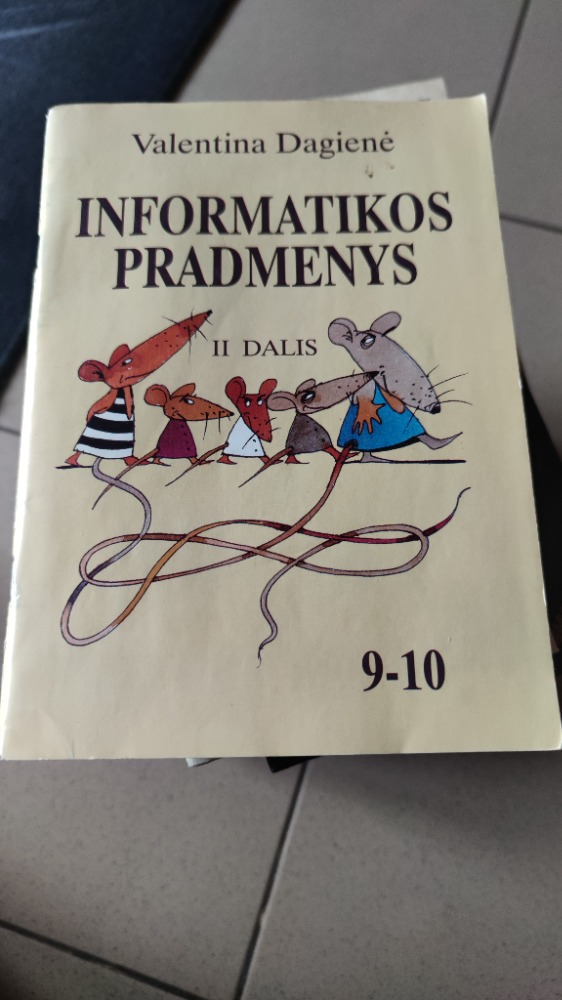 Valentina Dagienė
INFORMATIKOS
PRADMENYS
II DALIS
9-10